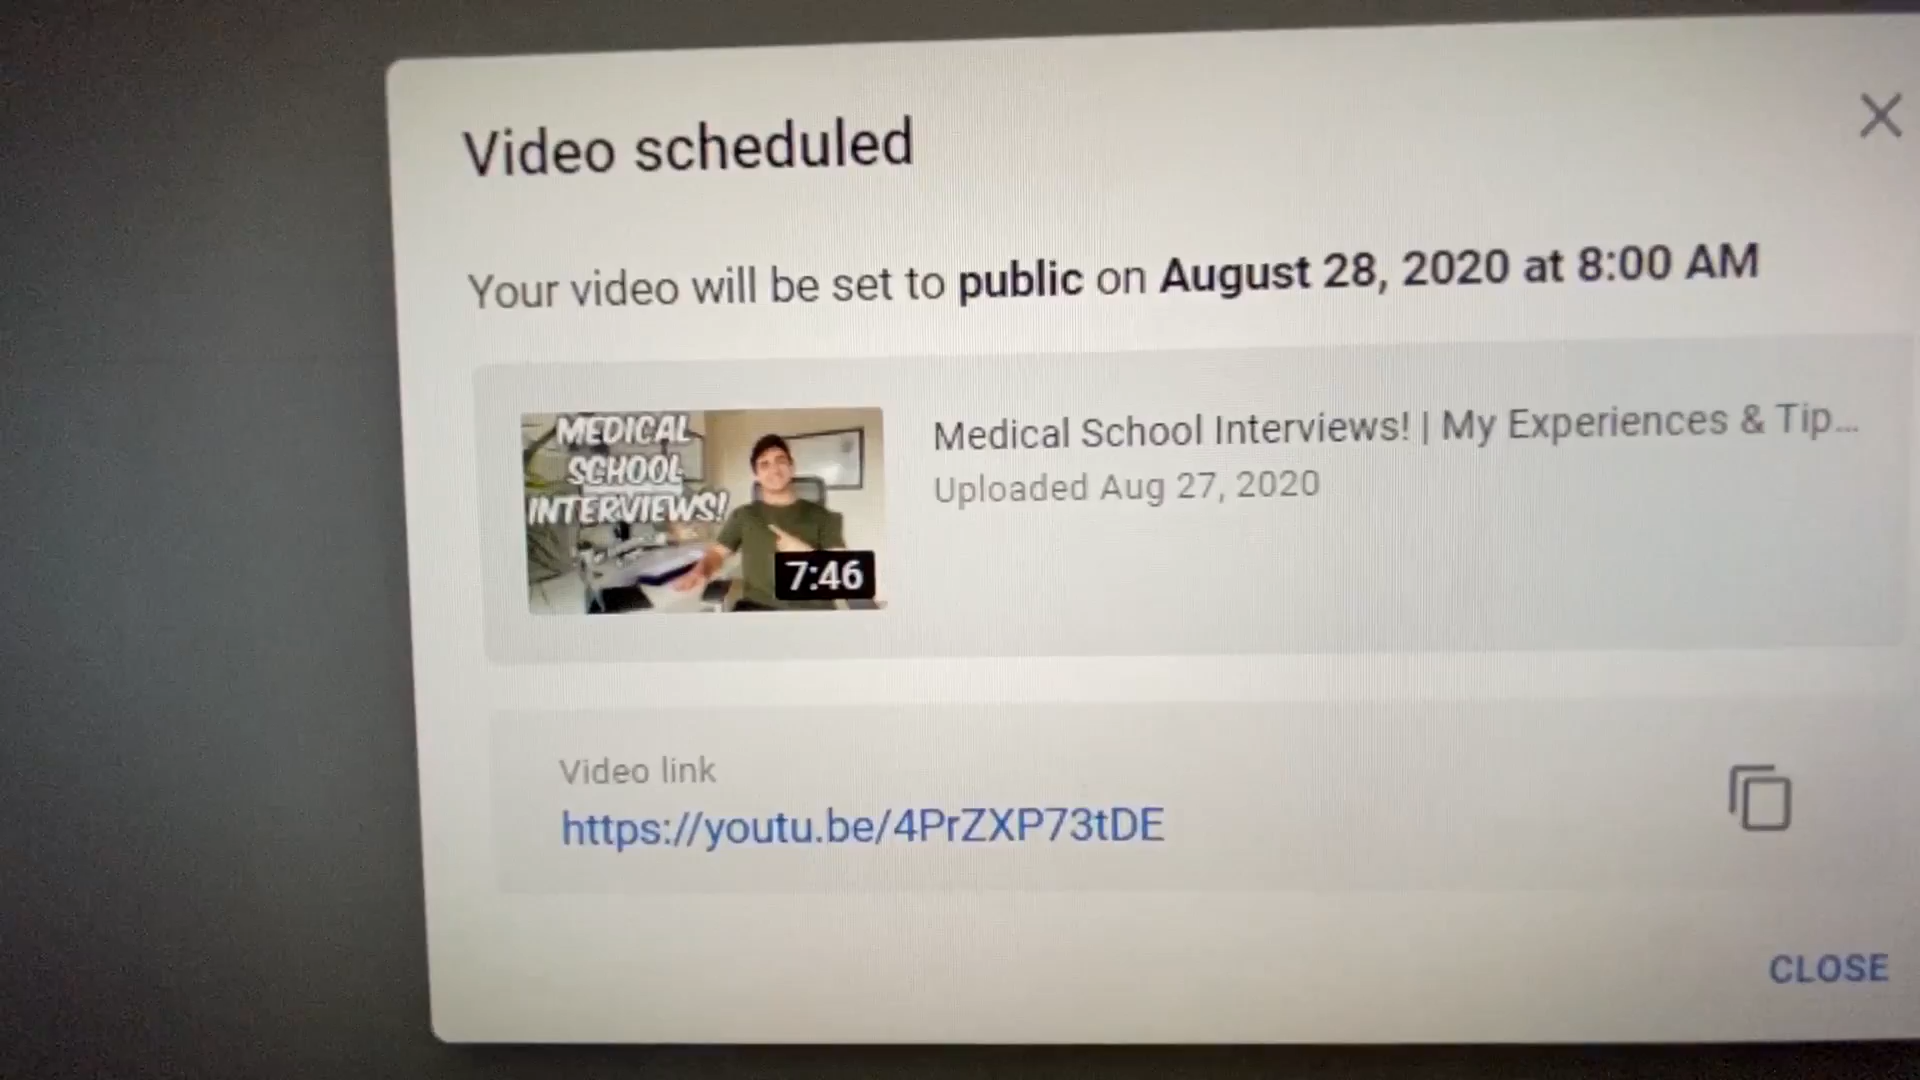 Video scheduled
Your video will be set to public on August 28, 2020 at 8:00 AM
MEDICAL
SCHOOL
INTERVIEWS!
7:46
Medical School Interviews! | My Experiences & Tip...
Uploaded Aug 27, 2020
Video link
https://youtu.be/4PrZXP73tDE
CLOSE